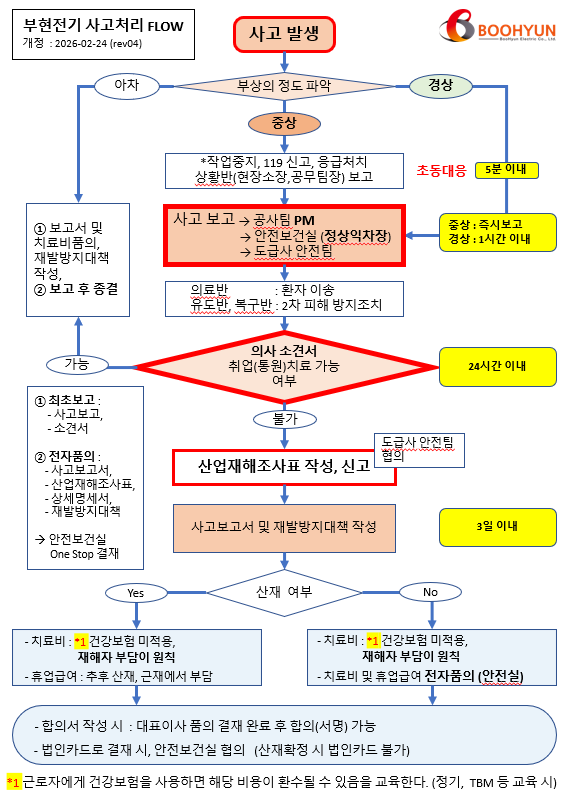 부현전기 사고처리 FLOW
개정 : 2026-02-24 (rev04)
BOOHYUN
BooHyun Electric Co., Ltd.
사고 발생
아차
부상의 정도 파악
경상
중상
*작업중지, 119 신고, 응급처치
상황반(현장소장,공무팀장) 보고
초동대응
5분 이내
사고 보고 → 공사팀 PM
→ 안전보건실 (정상익차장)
→ 도급사 안전팀
중상 : 즉시보고
경상 : 1시간 이내
① 보고서 및
치료비품의,
재발방지대책
작성,
② 보고 후 종결
의료반 : 환자 이송
유도반, 복구반 : 2차 피해 방지조치
의사 소견서
취업(통원)치료 가능
여부
가능
24시간 이내
불가
① 최초보고 :
- 사고보고,
- 소견서
② 전자품의 :
- 사고보고서,
- 산업재해조사표,
- 상세명세서,
- 재발방지대책
→ 안전보건실
One Stop 결재
도급사 안전팀
협의
산업재해조사표 작성, 신고
사고보고서 및 재발방지대책 작성
3일 이내
산재 여부
Yes
No
- 치료비 : *1 건강보험 미적용,
재해자 부담이 원칙
- 휴업급여 : 추후 산재, 근재에서 부담
- 치료비 : *1 건강보험 미적용,
재해자 부담이 원칙
- 치료비 및 휴업급여 전자품의 (안전실)
- 합의서 작성 시 : 대표이사 품의 결재 완료 후 합의(서명) 가능
- 법인카드로 결재 시, 안전보건실 협의 (산재확정 시 법인카드 불가)
*1 근로자에게 건강보험을 사용하면 해당 비용이 환수될 수 있음을 교육한다. (정기, TBM 등 교육 시)